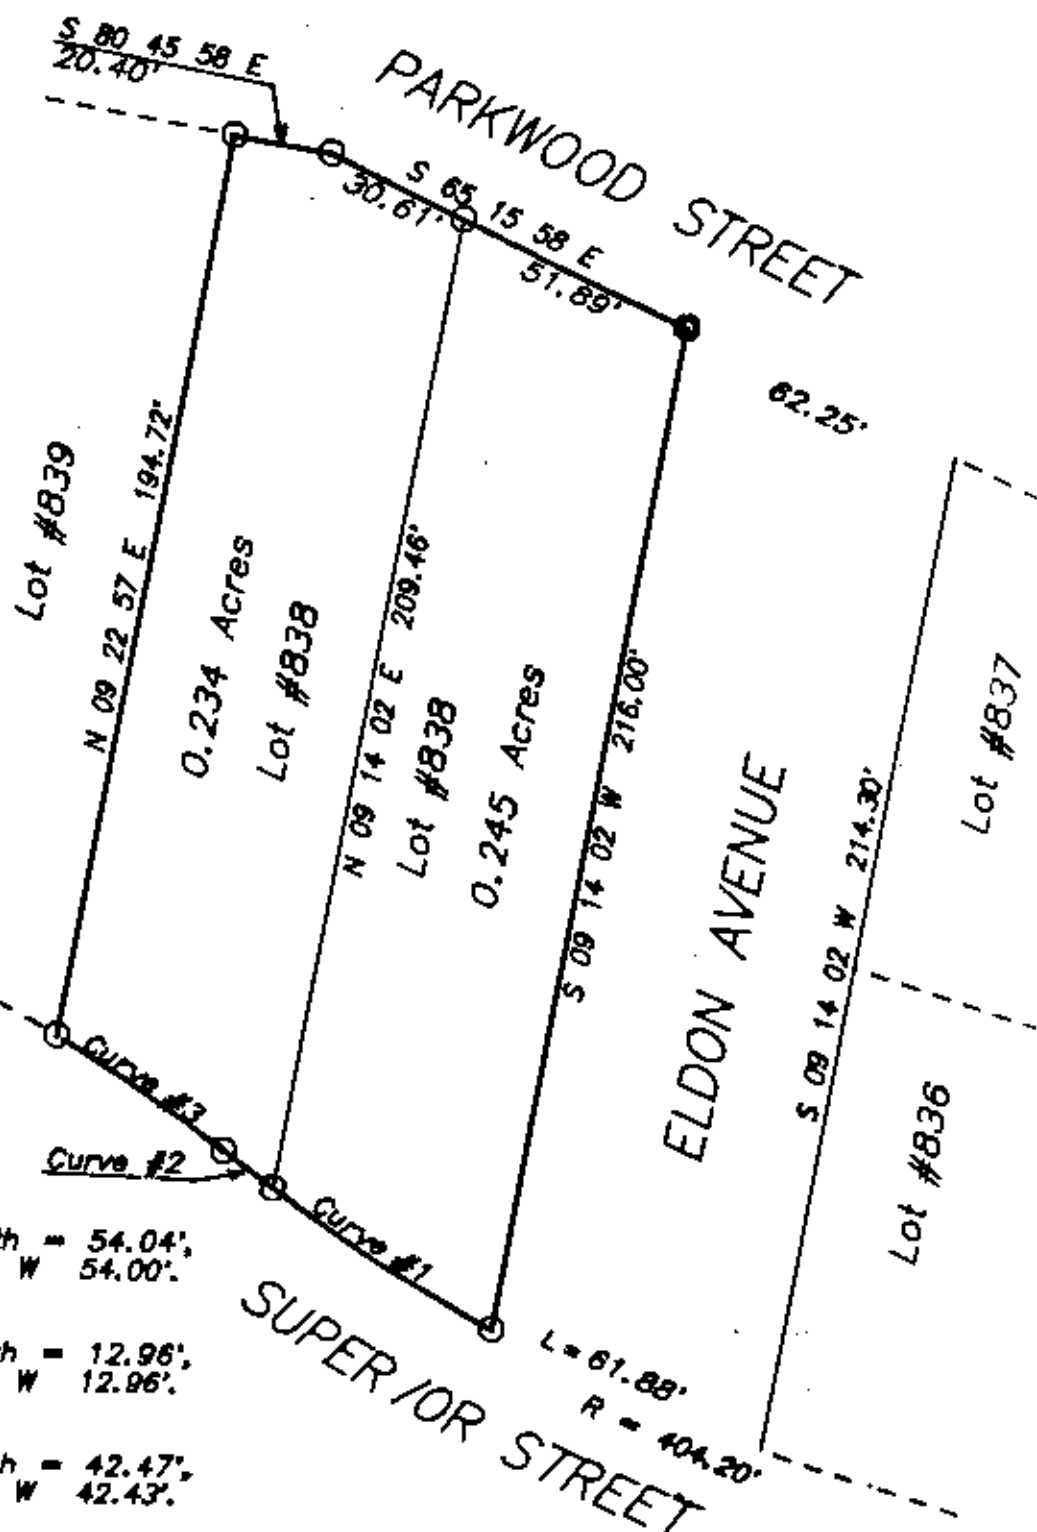 S 80 45 58 E
20.40'
PARKWOOD STREET
S 65 15 58 E
30.61'
51.89'
62.25'
Lot #839
N 09 22 57 E 194.72'
0.234 Acres
Lot #838
N 09 14 02 E 209.46'
Lot #838
0.245 Acres
S 09 14 02 W 216.00'
ELDON AVENUE
S 09 14 02 W 214.30'
Lot #837
Lot #836
Curve #3
Curve #2
Curve #1
SUPERIOR STREET
L = 61.88'
R = 404.20'
th = 54.04',
W 54.00'.
th = 12.96',
W 12.96'.
th = 42.47',
W 42.43'.